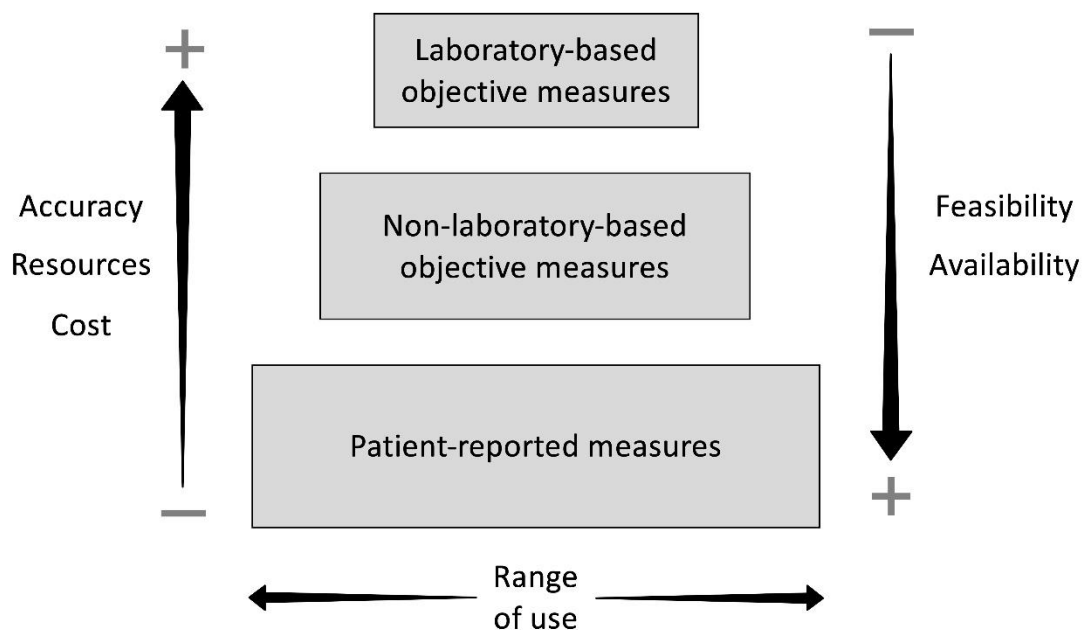 +
−
Laboratory-based
objective measures
Accuracy
Resources
Cost
Non-laboratory-based
objective measures
Feasibility
Availability
Patient-reported measures
−
+
Range
of use